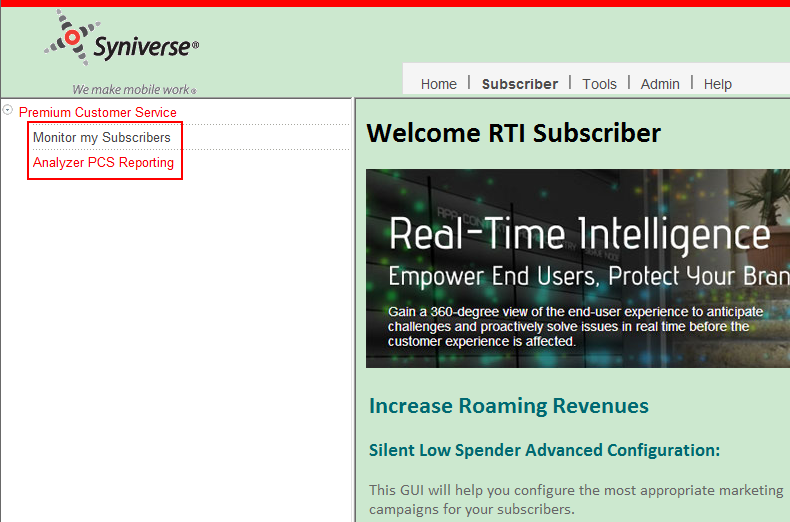 Syniverse®
We make mobile work®
Home | Subscriber | Tools | Admin | Help
Premium Customer Service
Monitor my Subscribers
Analyzer PCS Reporting
Welcome RTI Subscriber
Real-Time Intelligence
Empower End Users, Protect Your Bran
Gain a 360-degree view of the end-user experience to anticipate
challenges and proactively solve issues in real time before the
customer experience is affected.
Increase Roaming Revenues
Silent Low Spender Advanced Configuration:
This GUI will help you configure the most appropriate marketing
campaigns for your subscribers.